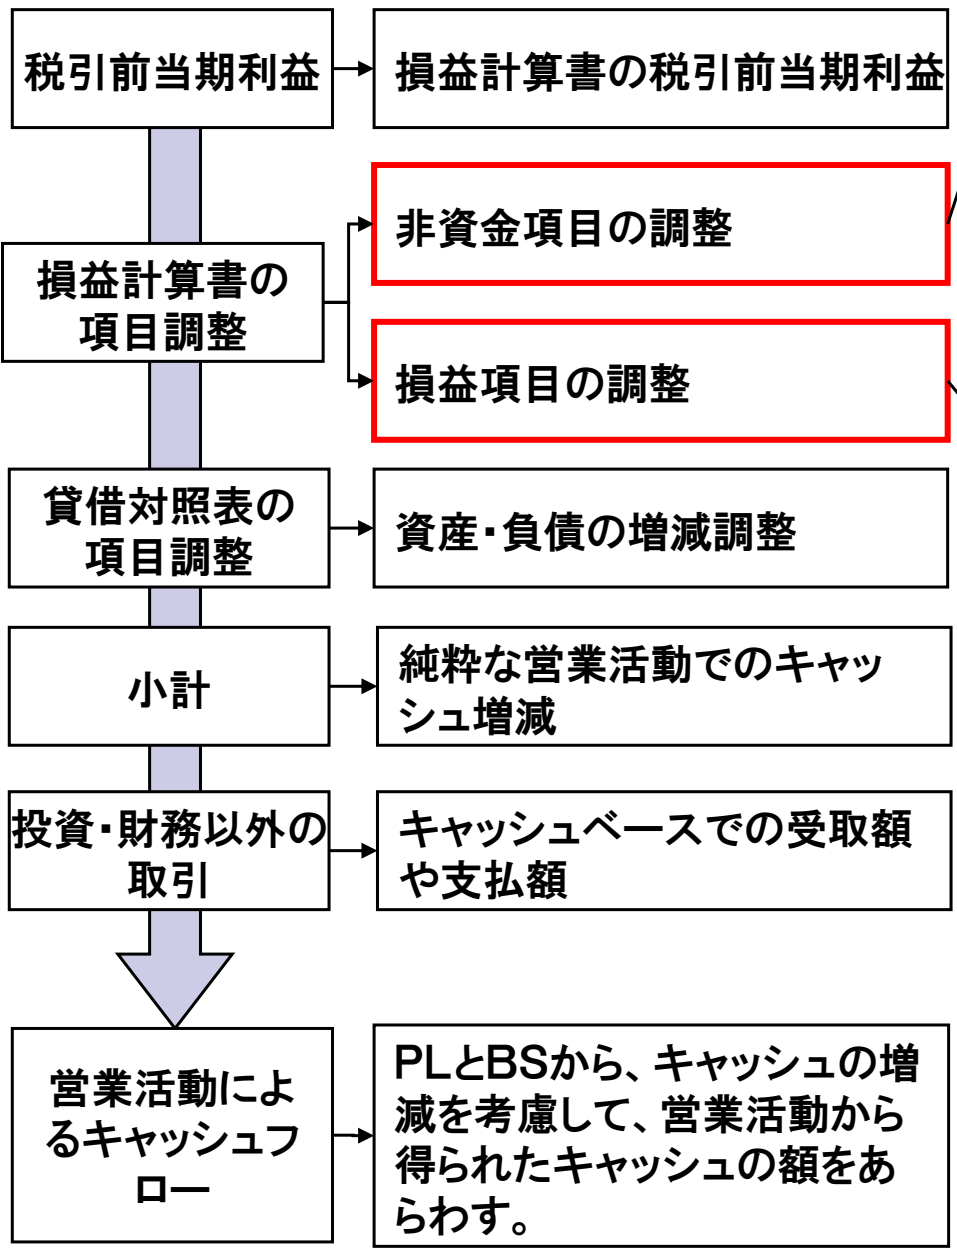 税引前当期利益
損益計算書の税引前当期利益
非資金項目の調整
損益計算書の
項目調整
損益項目の調整
貸借対照表の
項目調整
資産・負債の増減調整
小計
純粋な営業活動でのキャッ
シュ増減
投資・財務以外の
取引
キャッシュベースでの受取額
や支払額
営業活動によ
るキャッシュフ
ロー
PLとBSから、キャッシュの増
減を考慮して、営業活動から
得られたキャッシュの額をあ
らわす。